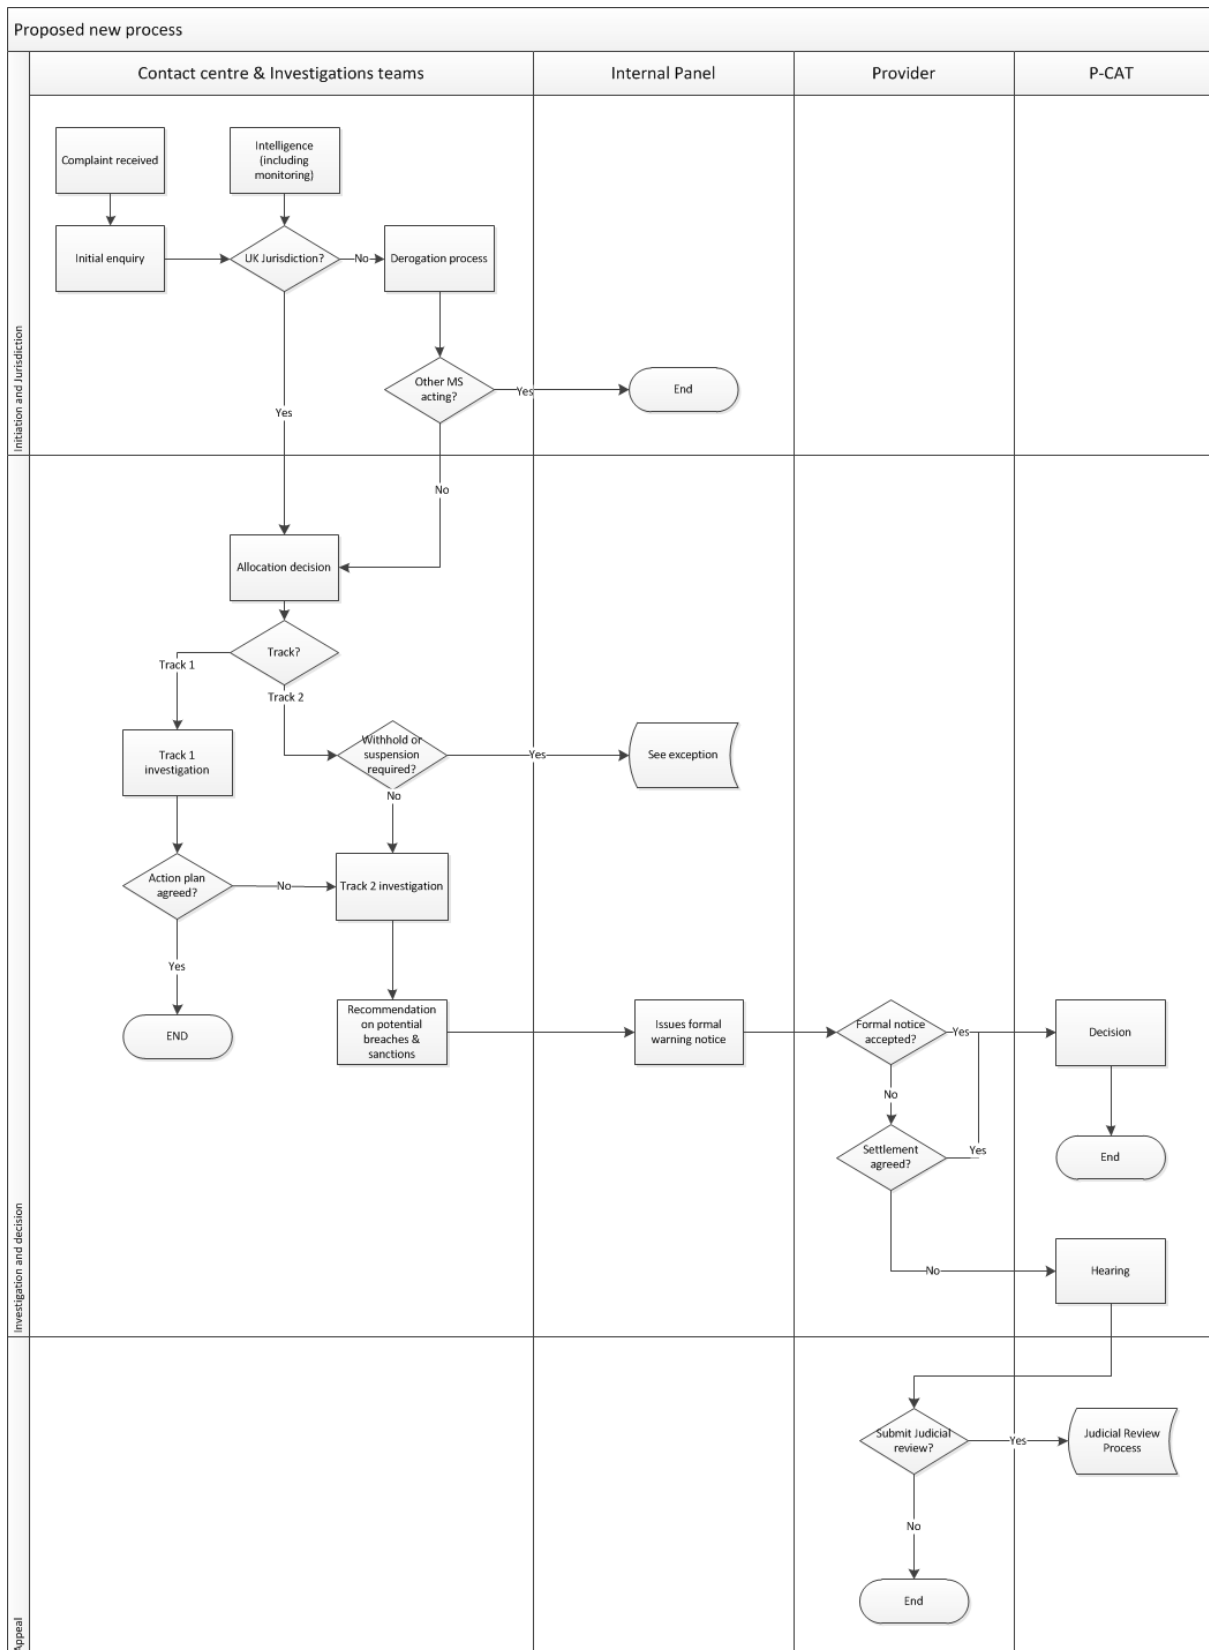 Proposed new process
Contact centre & Investigations teams
Internal Panel
Provider
P-CAT
Initiation and Jurisdiction
Complaint received
Intelligence
(including
monitoring)
Initial enquiry
UK Jurisdiction?
No
Derogation process
Other MS
acting?
Yes
End
Yes
No
Investigation and decision
Allocation decision
Track?
Track 1
Track 2
Track 1
investigation
Withhold or
suspension
required?
Yes
See exception
No
Action plan
agreed?
No
Track 2 investigation
Yes
END
Recommendation
on potential
breaches &
sanctions
Issues formal
warning notice
Formal notice
accepted?
Yes
Decision
No
Settlement
agreed?
Yes
End
No
Hearing
Appeal
Submit Judicial
review?
Yes
Judicial Review
Process
No
End